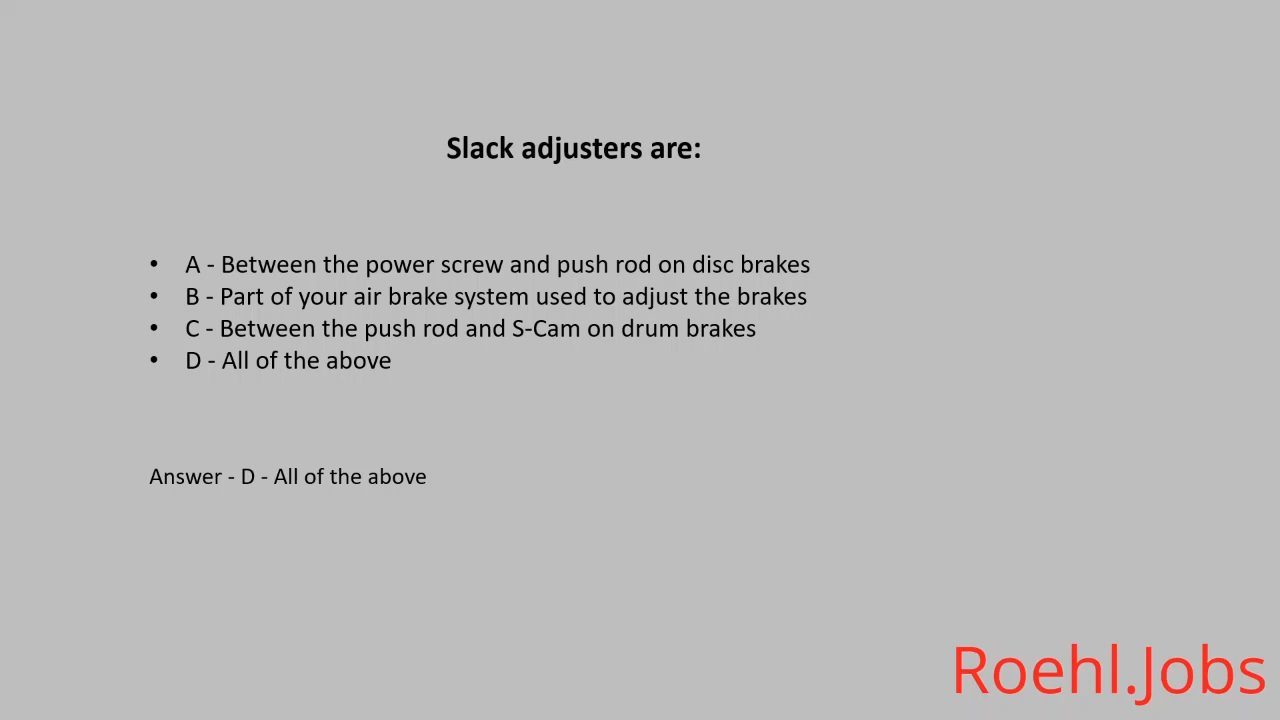 Slack adjusters are:
• A - Between the power screw and push rod on disc brakes
• B - Part of your air brake system used to adjust the brakes
• C - Between the push rod and S-Cam on drum brakes
• D - All of the above
Answer - D - All of the above
Roehl.Jobs